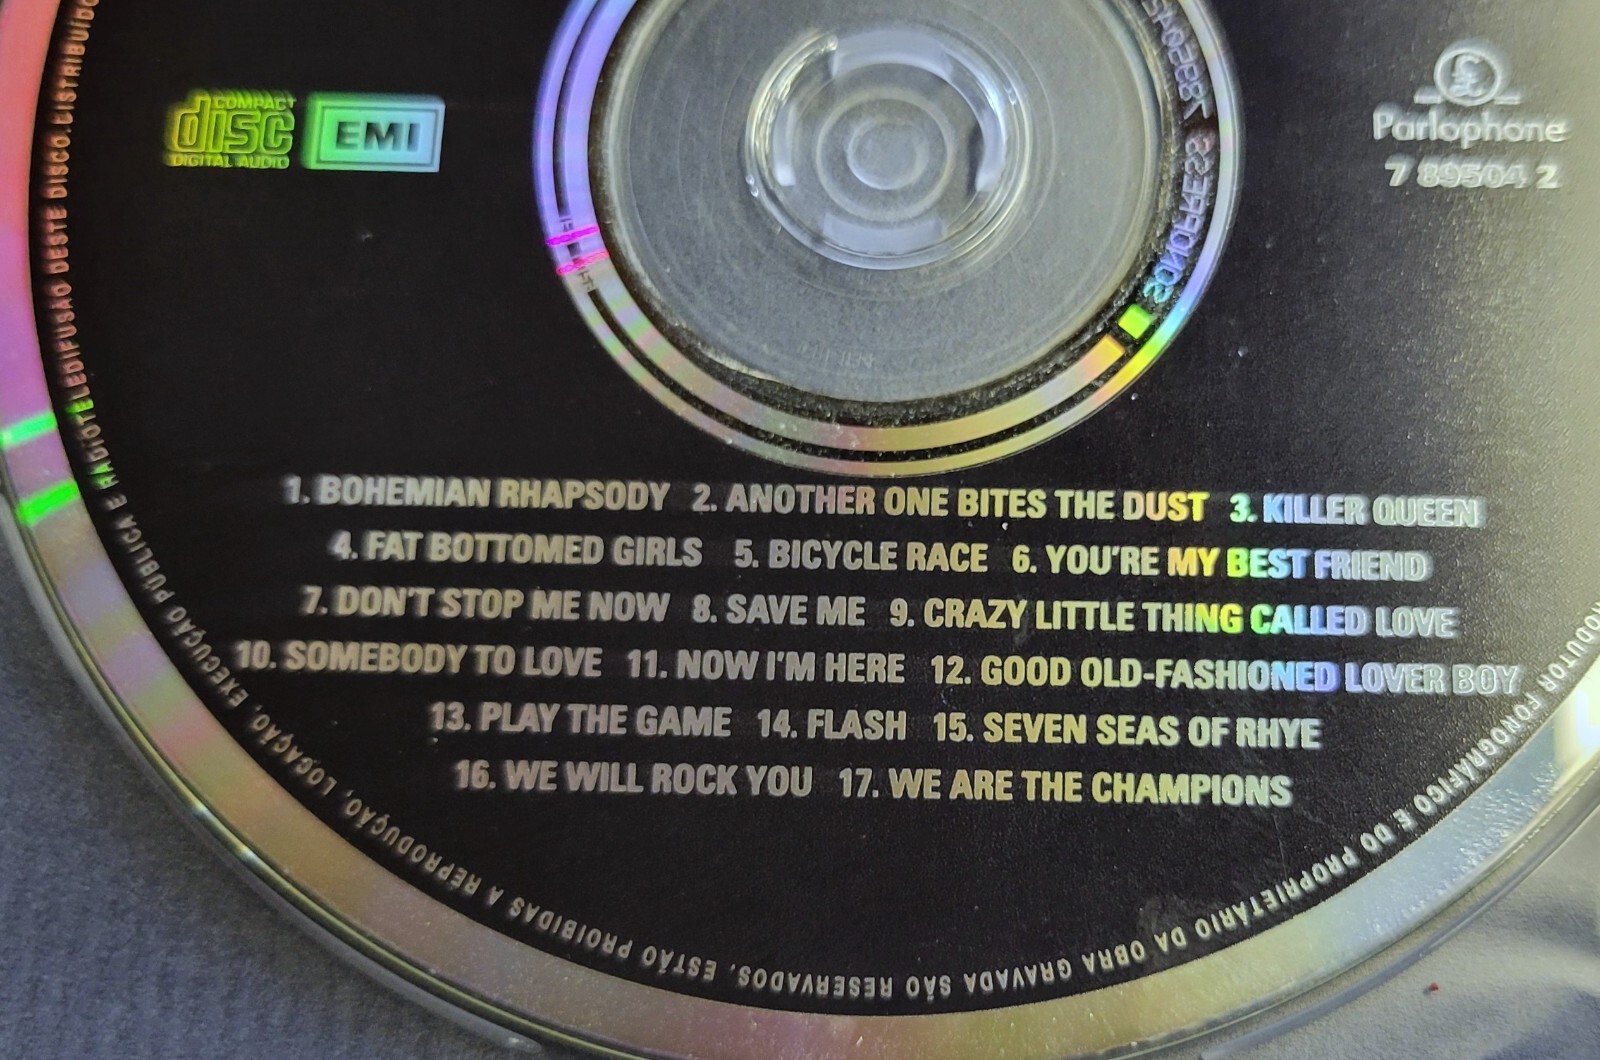 COMPACT
disc
DIGITAL AUDIO
EMI
Parlophone
7 89504 2
SONOPRESS
1. BOHEMIAN RHAPSODY 2. ANOTHER ONE BITES THE DUST 3. KILLER QUEEN
4. FAT BOTTOMED GIRLS 5. BICYCLE RACE 6. YOU'RE MY BEST FRIEND
7. DON'T STOP ME NOW 8. SAVE ME 9. CRAZY LITTLE THING CALLED LOVE
10. SOMEBODY TO LOVE 11. NOW I'M HERE 12. GOOD OLD-FASHIONED LOVER BOY
13. PLAY THE GAME 14. FLASH 15. SEVEN SEAS OF RHYE
16. WE WILL ROCK YOU 17. WE ARE THE CHAMPIONS
FONOGRÁFICO E DO PROPRIETÁRIO DA OBRA GRAVADA SÃO RESERVADOS. ESTÃO PROIBIDAS A REPRODUÇÃO, LOCAÇÃO, EXECUÇÃO PÚBLICA E RADIOTELEDIFUSÃO DESTE DISCO. DISTRIBUÍDO